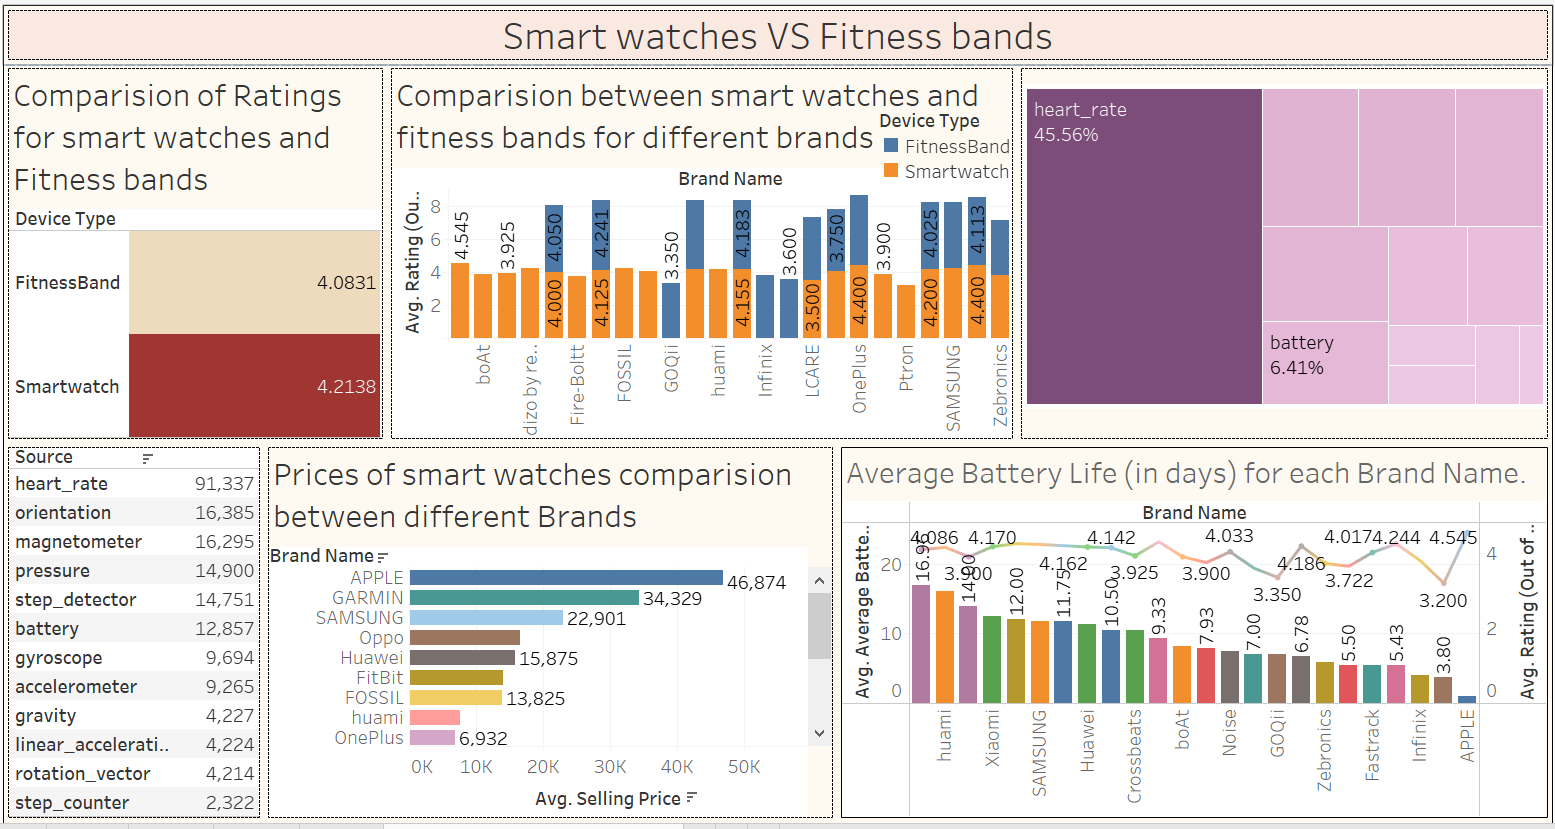 Smart watches VS Fitness bands
Comparision of Ratings
for smart watches and
Fitness bands
Device Type
FitnessBand
4.0831
Smartwatch
4.2138
Comparision between smart watches and
fitness bands for different brands
Device Type
FitnessBand
Smartwatch
Brand Name
Avg. Rating (Ou..
8
6
4
2
4.545
3.925
4.050
4.000
4.241
4.125
3.350
4.183
4.155
3.600
3.500
3.750
4.400
3.900
4.025
4.200
4.113
4.400
boAt
dizo by re..
Fire-Boltt
FOSSIL
GOQii
huami
Infinix
LCARE
OnePlus
Ptron
SAMSUNG
Zebronics
heart_rate
45.56%
battery
6.41%
Source
heart_rate 91,337
orientation 16,385
magnetometer 16,295
pressure 14,900
step_detector 14,751
battery 12,857
gyroscope 9,694
accelerometer 9,265
gravity 4,227
linear_accelerati.. 4,224
rotation_vector 4,214
step_counter 2,322
Prices of smart watches comparision
between different Brands
Brand Name
APPLE 46,874
GARMIN 34,329
SAMSUNG 22,901
Oppo
Huawei 15,875
FitBit
FOSSIL 13,825
huami
OnePlus 6,932
0K 10K 20K 30K 40K 50K
Avg. Selling Price
Average Battery Life (in days) for each Brand Name.
Brand Name
Avg. Average Batte..
20
10
0
4.086 4.170 4.142 4.033 4.017 4.244 4.545
3.900 4.162 3.925 3.900 4.186 3.722
3.350 3.200
14.00
12.00
11.75
10.50
9.33
7.93
7.00
6.78
5.50
5.43
3.80
4
2
0
Avg. Rating (Out of ..
huami
Xiaomi
SAMSUNG
Huawei
Crossbeats
boAt
Noise
GOQii
Zebronics
Fastrack
Infinix
APPLE